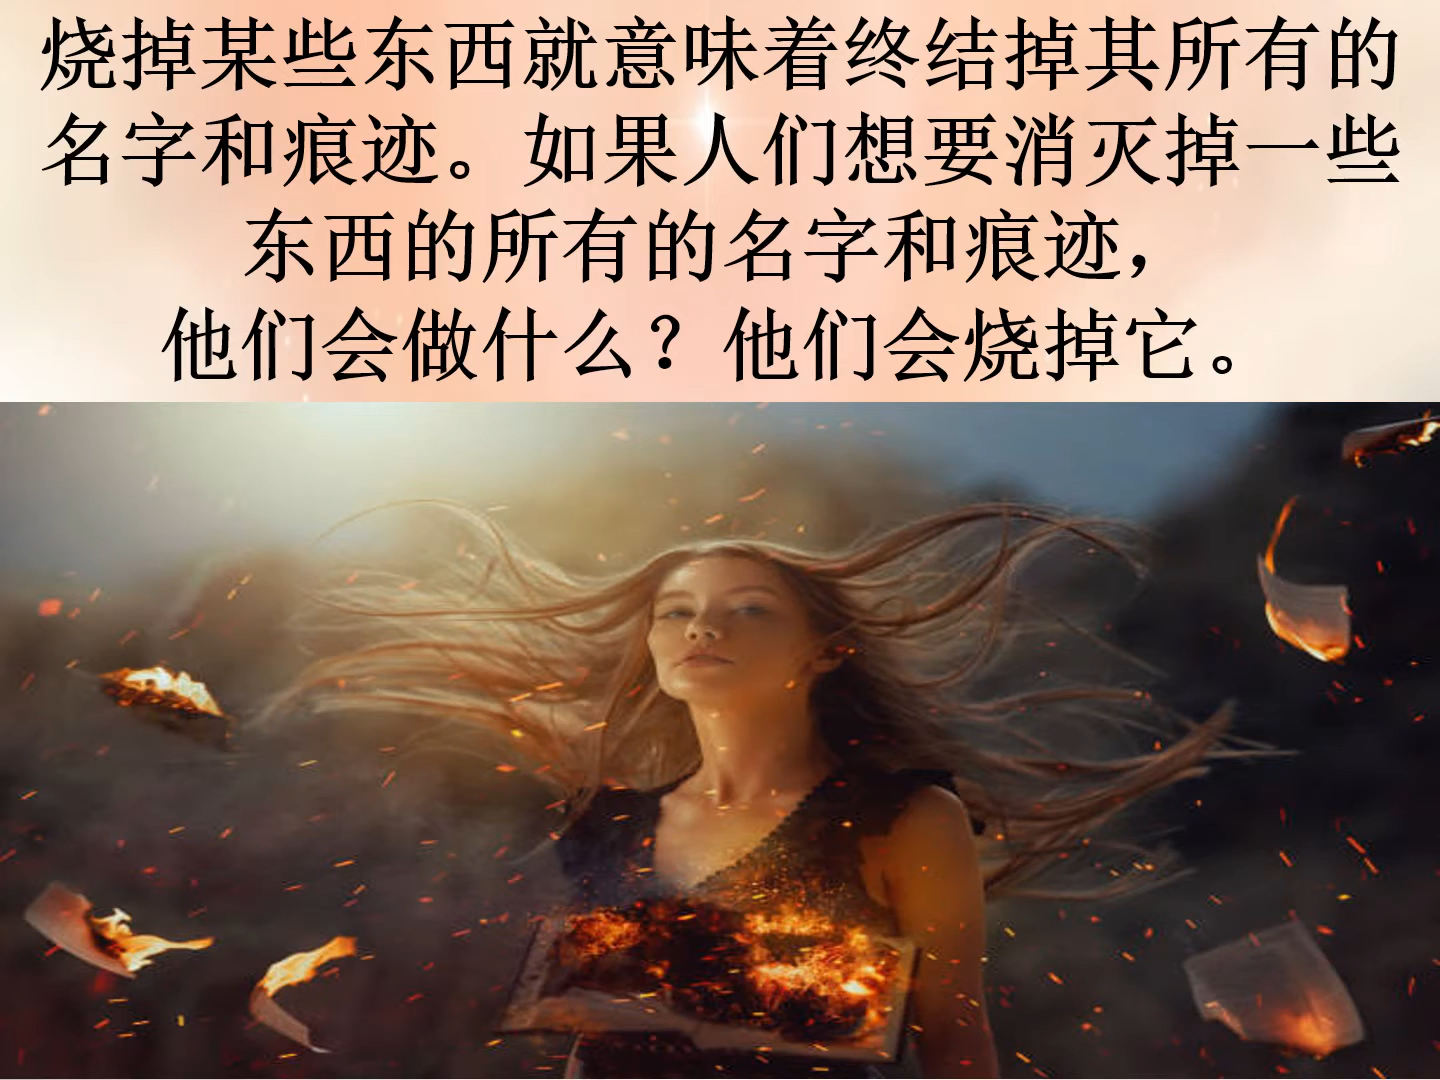 烧掉某些东西就意味着终结掉其所有的
名字和痕迹。如果人们想要消灭掉一些
东西的所有的名字和痕迹，
他们会做什么？他们会烧掉它。